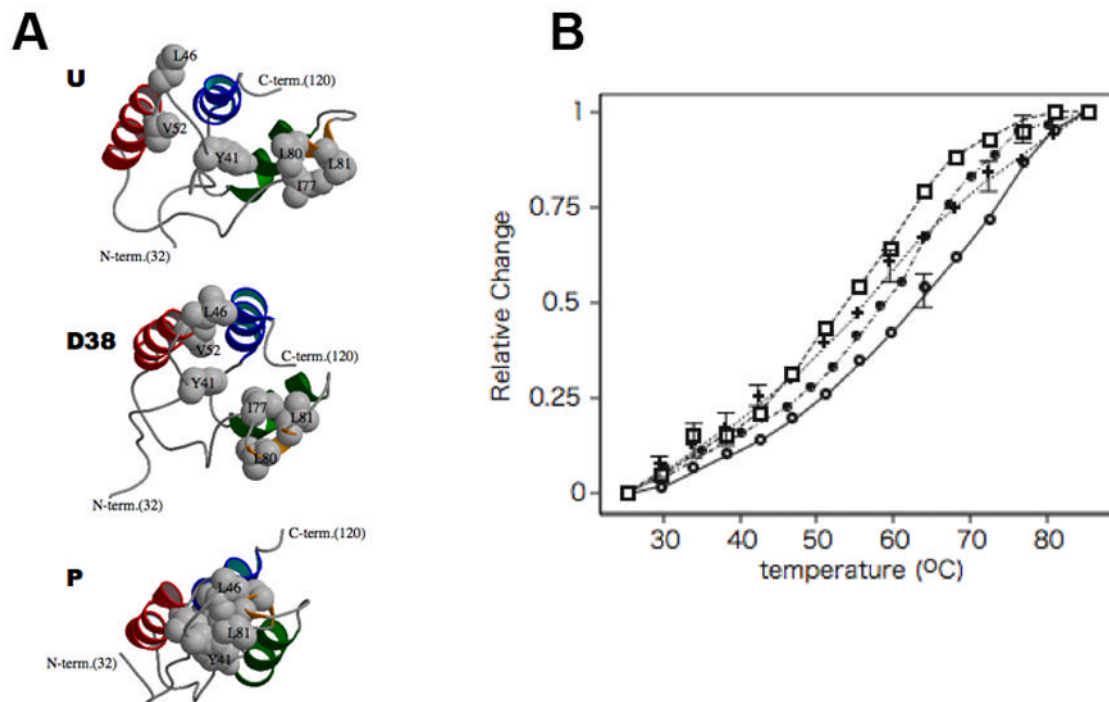 A
U
L46
C-term.(120)
V52
Y41
L80
L81
I77
N-term.(32)
D38
L46
V52
Y41
C-term.(120)
I77
L81
L80
N-term.(32)
P
C-term.(120)
L46
L81
N-term.(32)
Y41
B
Relative Change
1
0.75
0.5
0.25
0
30 40 50 60 70 80
temperature (ºC)